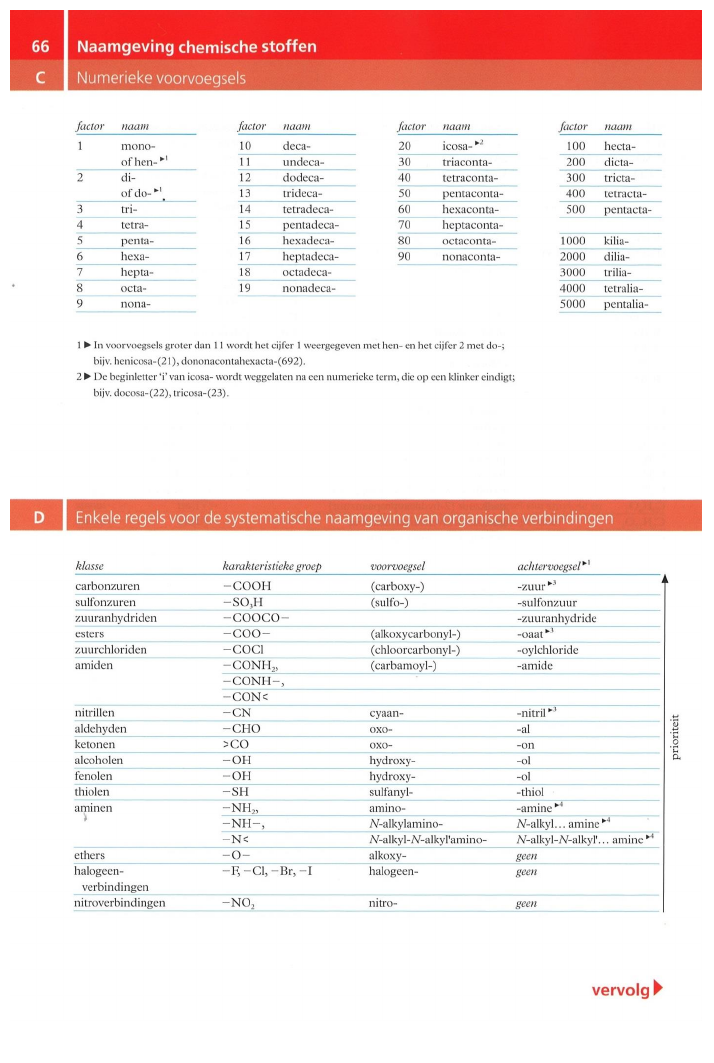 66 Naamgeving chemische stoffen
C Numerieke voorvoegsels
factor naam factor naam factor naam factor naam
1 mono- 10 deca- 20 icosa- ▶2 100 hecta-
of hen- ▶1 11 undeca- 30 triaconta- 200 dicta-
2 di- 12 dodeca- 40 tetraconta- 300 tricta-
of do- ▶1 13 trideca- 50 pentaconta- 400 tetracta-
3 tri- 14 tetradeca- 60 hexaconta- 500 pentacta-
4 tetra- 15 pentadeca- 70 heptaconta-
5 penta- 16 hexadeca- 80 octaconta- 1000 kilia-
6 hexa- 17 heptadeca- 90 nonaconta- 2000 dilia-
7 hepta- 18 octadeca- 3000 trilia-
8 octa- 19 nonadeca- 4000 tetralia-
9 nona- 5000 pentalia-
1 ▶ In voorvoegsels groter dan 11 wordt het cijfer 1 weergegeven met hen- en het cijfer 2 met do-;
bijv. henicosa-(21), dononacontahexacta-(692).
2 ▶ De beginletter 'i' van icosa- wordt weggelaten na een numerieke term, die op een klinker eindigt;
bijv. docosa-(22), tricosa-(23).
D Enkele regels voor de systematische naamgeving van organische verbindingen
klasse karakteristieke groep voorvoegsel achtervoegsel ▶1
carbonzuren −COOH (carboxy-) -zuur ▶3
sulfonzuren −SO₃H (sulfo-) -sulfonzuur
zuuranhydriden −COOCO− -zuuranhydride
esters −COO− (alkoxycarbonyl-) -oaat ▶3
zuurchloriden −COCl (chloorcarbonyl-) -oylchloride
amiden −CONH₂, (carbamoyl-) -amide
−CONH−,
−CON<
nitrillen −CN cyaan- -nitril ▶3
aldehyden −CHO oxo- -al
ketonen >CO oxo- -on
alcoholen −OH hydroxy- -ol
fenolen −OH hydroxy- -ol
thiolen −SH sulfanyl- -thiol
aminen −NH₂, amino- -amine ▶4
−NH−, N-alkylamino- N-alkyl... amine ▶4
−N< N-alkyl-N-alkyl'amino- N-alkyl-N-alkyl'... amine ▶4
ethers −O− alkoxy- geen
halogeen- −F, −Cl, −Br, −I halogeen- geen
verbindingen
nitroverbindingen −NO₂ nitro- geen
prioriteit
vervolg ▶